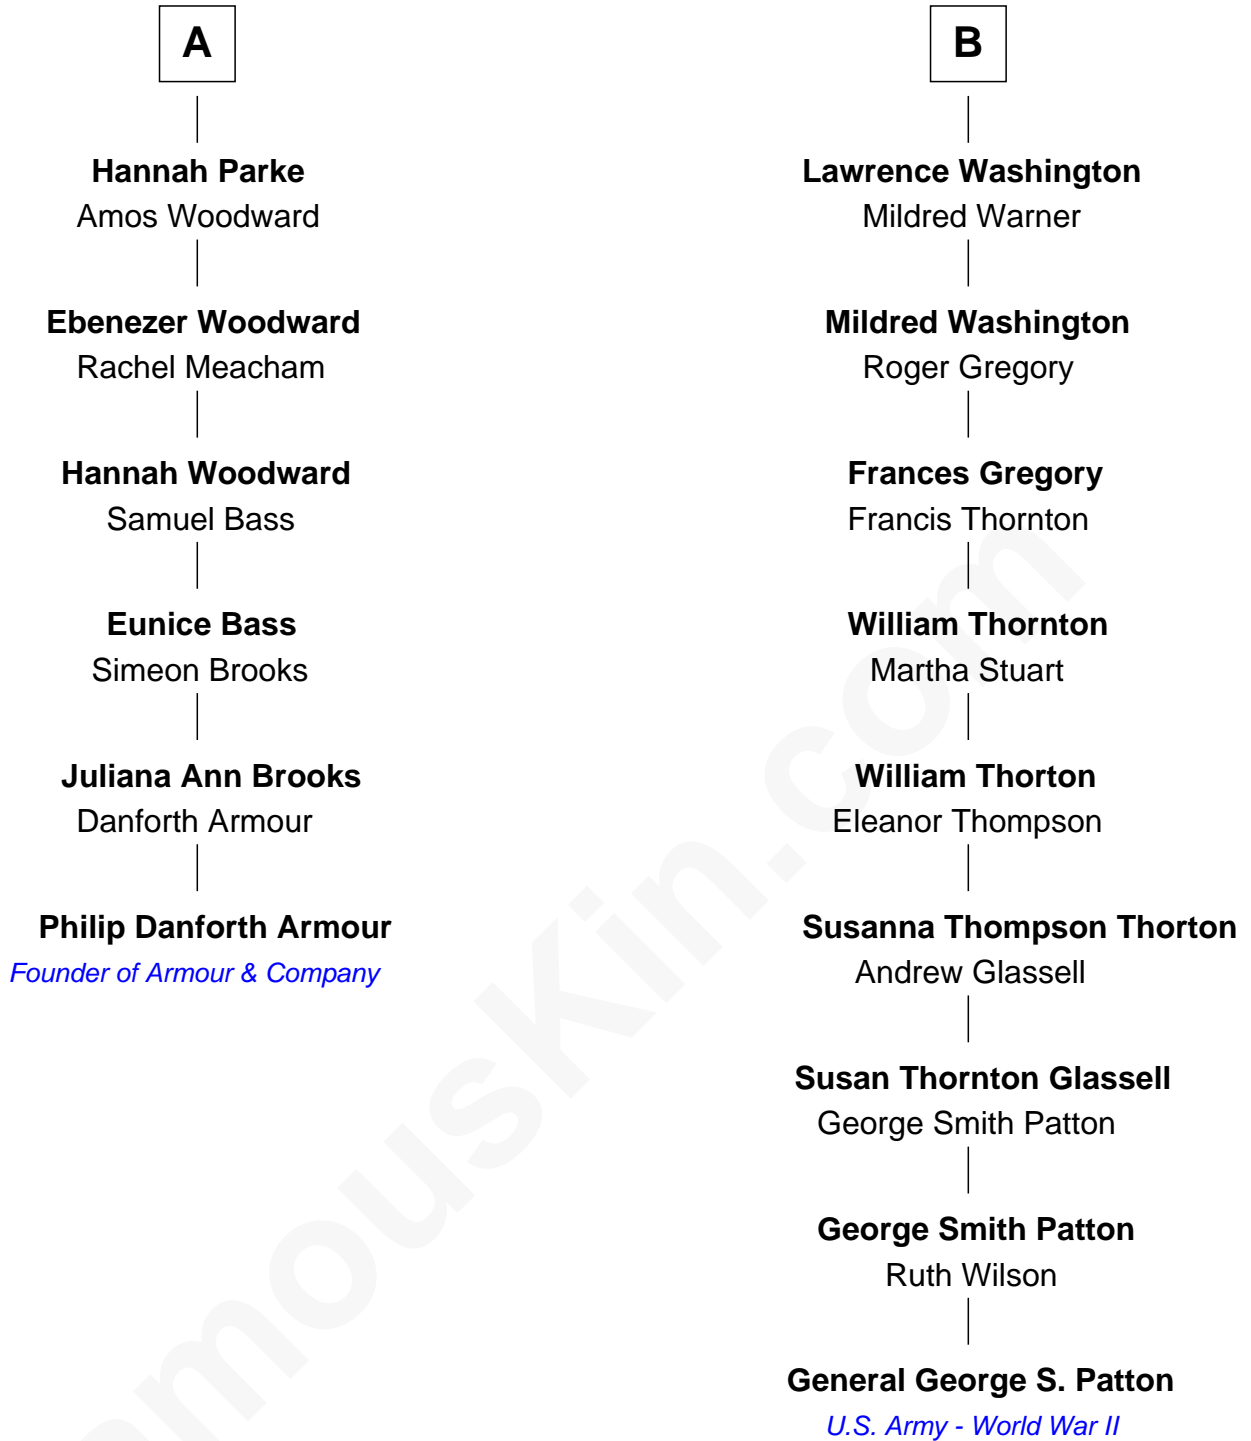 A
Hannah Parke
Amos Woodward
Ebenezer Woodward
Rachel Meacham
Hannah Woodward
Samuel Bass
Eunice Bass
Simeon Brooks
Juliana Ann Brooks
Danforth Armour
Philip Danforth Armour
Founder of Armour & Company
B
Lawrence Washington
Mildred Warner
Mildred Washington
Roger Gregory
Frances Gregory
Francis Thornton
William Thornton
Martha Stuart
William Thorton
Eleanor Thompson
Susanna Thompson Thorton
Andrew Glassell
Susan Thornton Glassell
George Smith Patton
George Smith Patton
Ruth Wilson
General George S. Patton
U.S. Army - World War II
amouskin.com